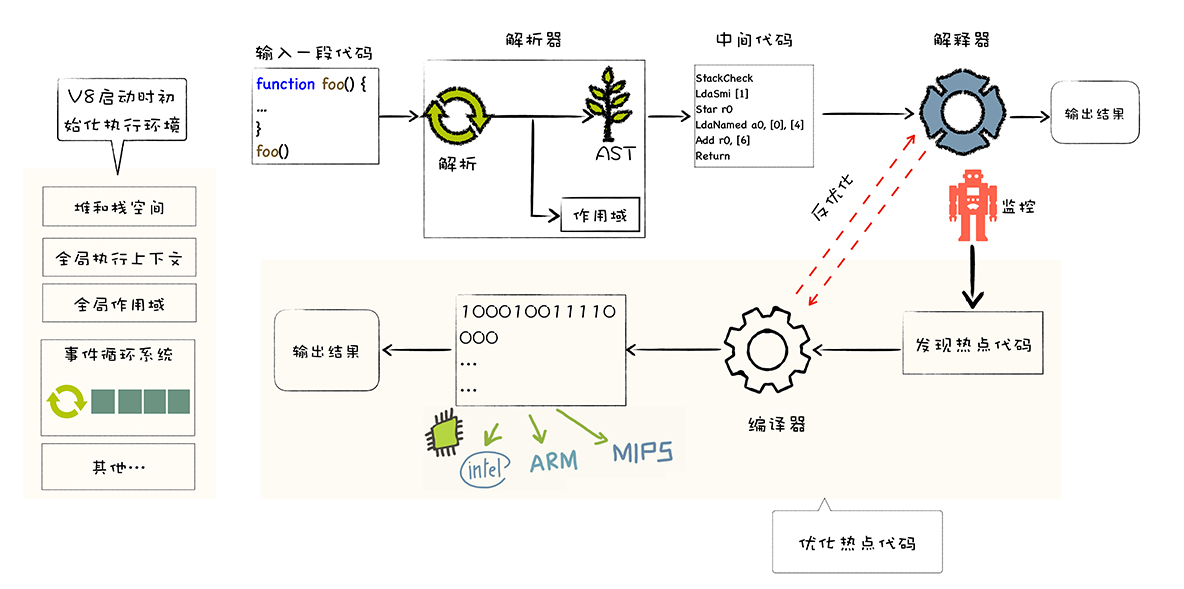 V8启动时初
始化执行环境
堆和栈空间
全局执行上下文
全局作用域
事件循环系统
其他…
输入一段代码
function foo() {
…
}
foo()
解析器
解析
AST
作用域
中间代码
StackCheck
LdaSmi [1]
Star r0
LdaNamed a0, [0], [4]
Add r0, [6]
Return
解释器
输出结果
监控
反优化
发现热点代码
编译器
10001001111O
000
...
...
输出结果
intel
ARM
MIPS
优化热点代码